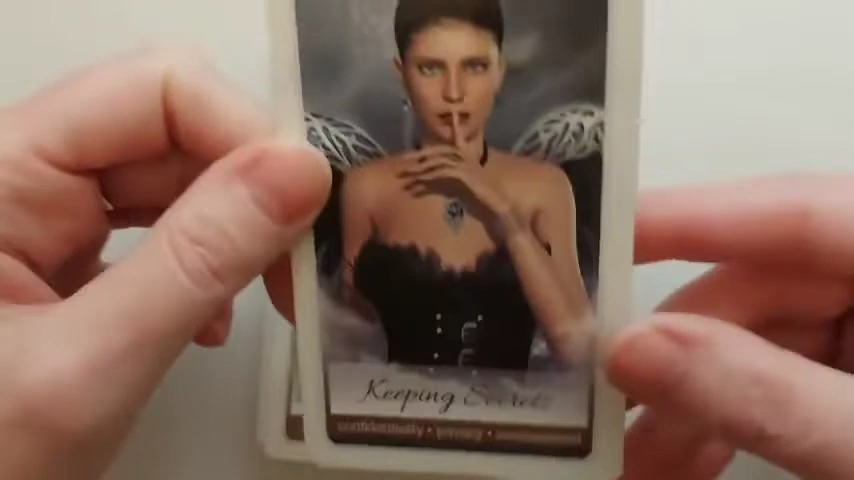 Keeping Secrets
confidentiality • privacy •